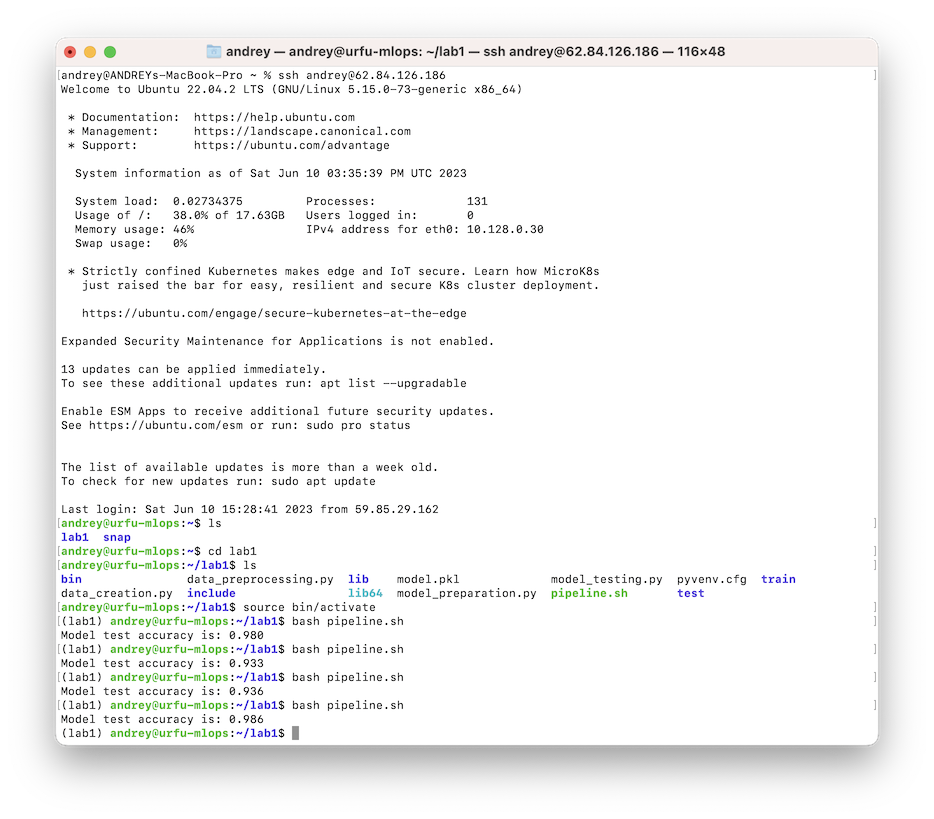 andrey — andrey@urfu-mlops: ~/lab1 — ssh andrey@62.84.126.186 — 116×48
[andrey@ANDREYs-MacBook-Pro ~ % ssh andrey@62.84.126.186 ]
Welcome to Ubuntu 22.04.2 LTS (GNU/Linux 5.15.0-73-generic x86_64)
* Documentation:  https://help.ubuntu.com
* Management:     https://landscape.canonical.com
* Support:        https://ubuntu.com/advantage
System information as of Sat Jun 10 03:35:39 PM UTC 2023
System load:  0.02734375         Processes:             131
Usage of /:   38.0% of 17.63GB   Users logged in:       0
Memory usage: 46%                IPv4 address for eth0: 10.128.0.30
Swap usage:   0%
* Strictly confined Kubernetes makes edge and IoT secure. Learn how MicroK8s
just raised the bar for easy, resilient and secure K8s cluster deployment.
https://ubuntu.com/engage/secure-kubernetes-at-the-edge
Expanded Security Maintenance for Applications is not enabled.
13 updates can be applied immediately.
To see these additional updates run: apt list --upgradable
Enable ESM Apps to receive additional future security updates.
See https://ubuntu.com/esm or run: sudo pro status
The list of available updates is more than a week old.
To check for new updates run: sudo apt update
Last login: Sat Jun 10 15:28:41 2023 from 59.85.29.162
[andrey@urfu-mlops:~$ ls ]
lab1  snap
[andrey@urfu-mlops:~$ cd lab1 ]
[andrey@urfu-mlops:~/lab1$ ls ]
bin               data_preprocessing.py  lib    model.pkl             model_testing.py  pyvenv.cfg  train
data_creation.py  include                lib64  model_preparation.py  pipeline.sh       test
[andrey@urfu-mlops:~/lab1$ source bin/activate ]
[(lab1) andrey@urfu-mlops:~/lab1$ bash pipeline.sh ]
Model test accuracy is: 0.980
[(lab1) andrey@urfu-mlops:~/lab1$ bash pipeline.sh ]
Model test accuracy is: 0.933
[(lab1) andrey@urfu-mlops:~/lab1$ bash pipeline.sh ]
Model test accuracy is: 0.936
[(lab1) andrey@urfu-mlops:~/lab1$ bash pipeline.sh ]
Model test accuracy is: 0.986
(lab1) andrey@urfu-mlops:~/lab1$